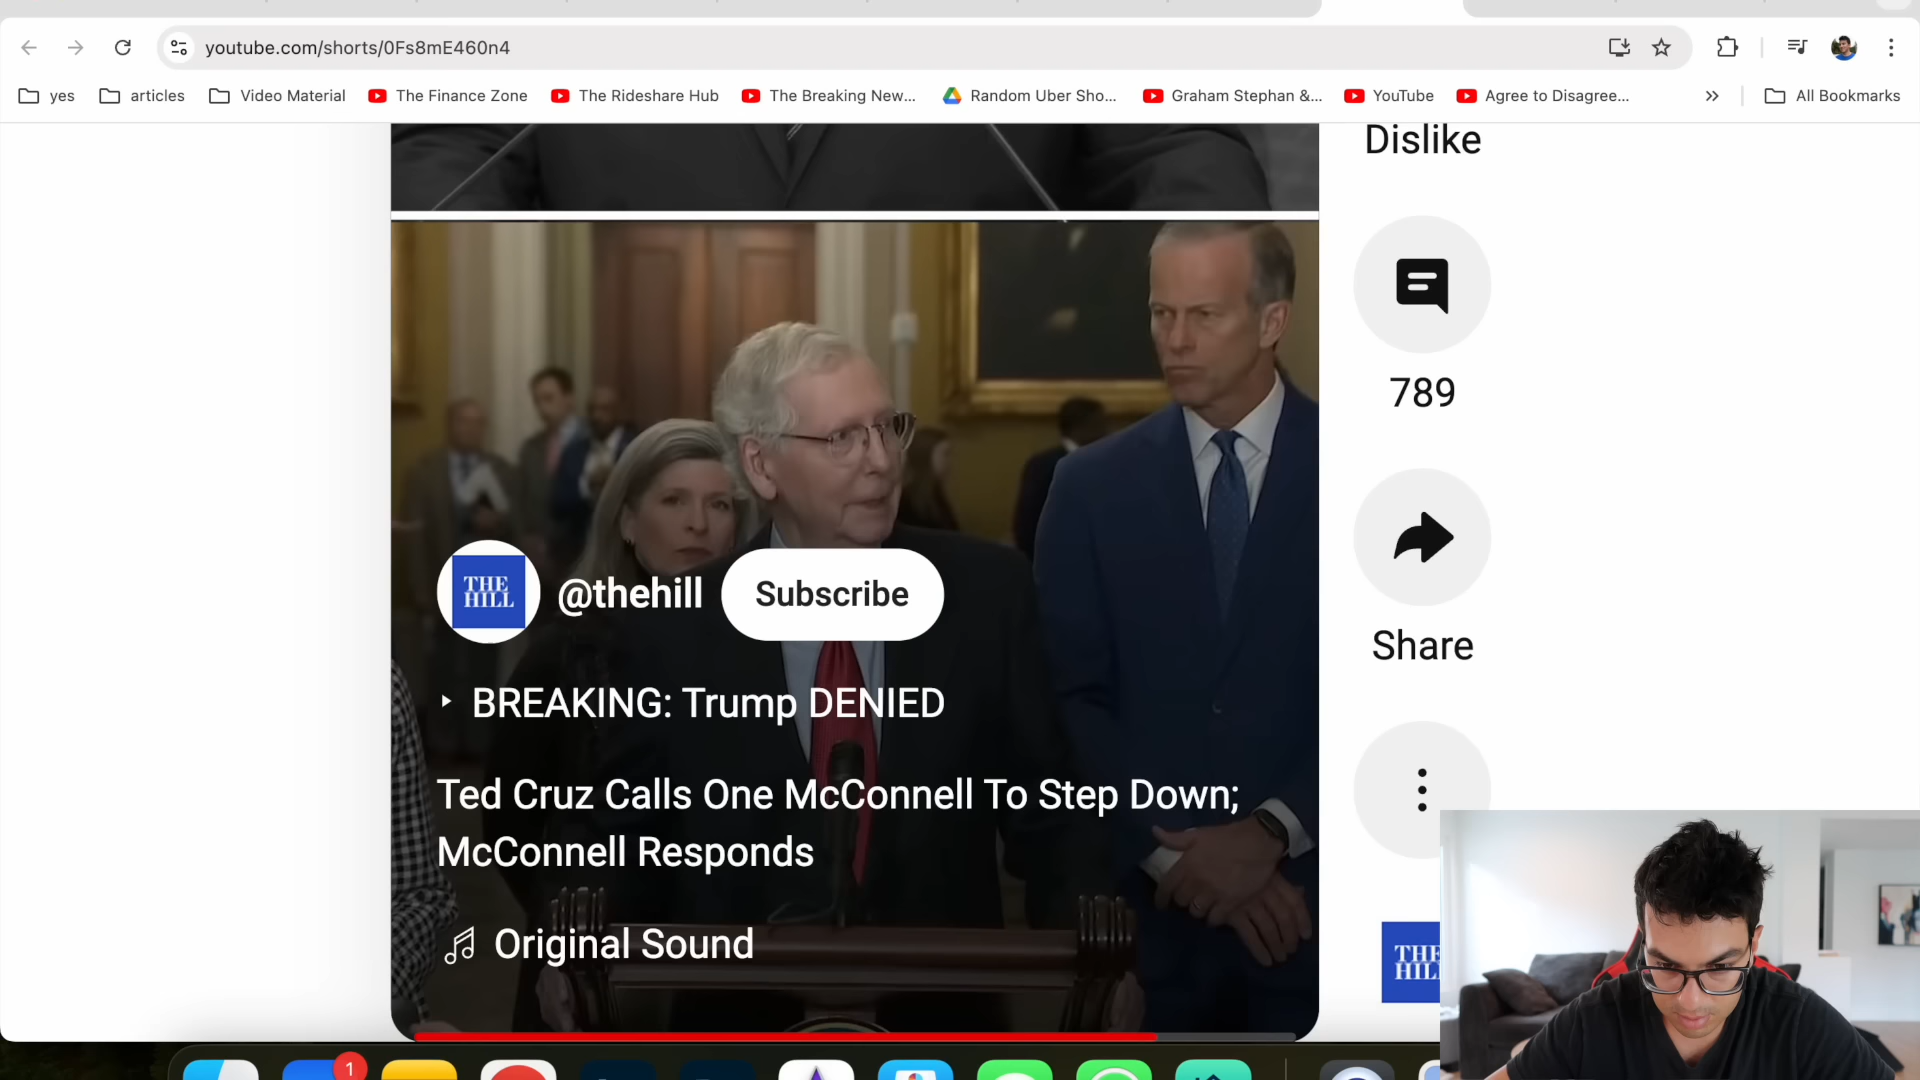 youtube.com/shorts/0Fs8mE460n4
yes
articles
Video Material
The Finance Zone
The Rideshare Hub
The Breaking New...
Random Uber Sho...
Graham Stephan &...
YouTube
Agree to Disagree...
All Bookmarks
Dislike
789
Share
THE HILL
@thehill
Subscribe
BREAKING: Trump DENIED
Ted Cruz Calls One McConnell To Step Down;
McConnell Responds
Original Sound
THE
HIL
1